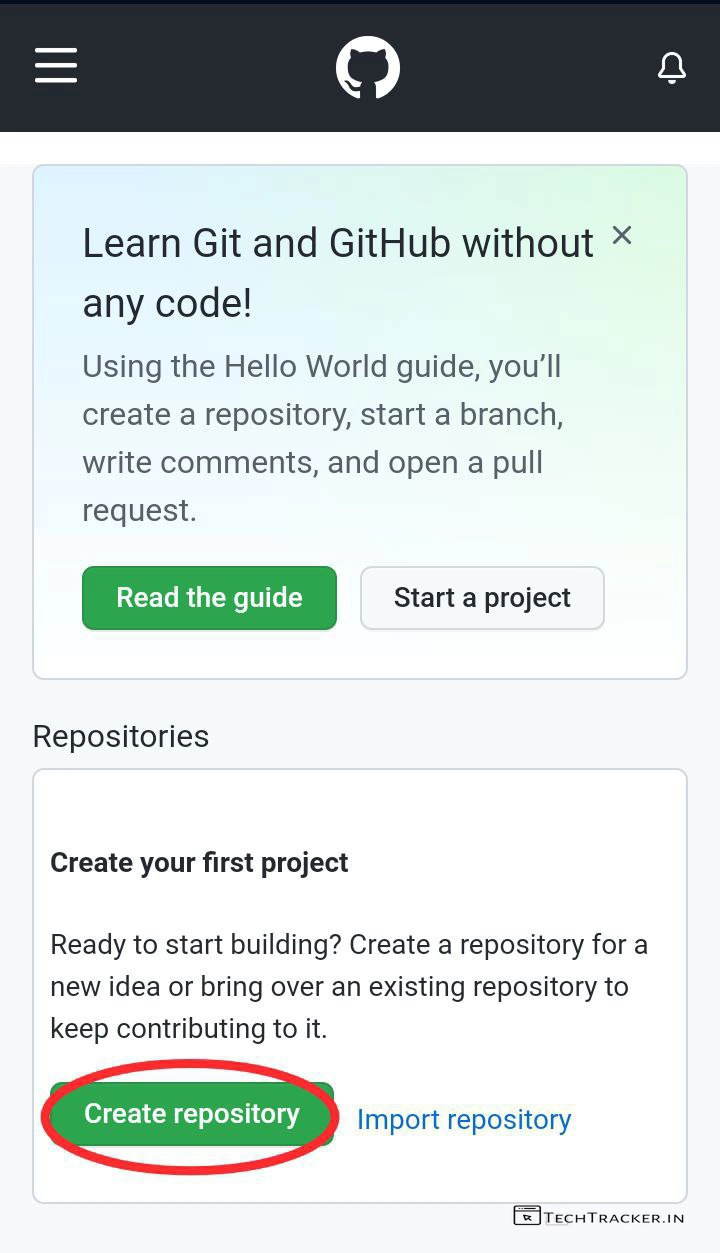 Learn Git and GitHub without
any code!
Using the Hello World guide, you’ll
create a repository, start a branch,
write comments, and open a pull
request.
Read the guide
Start a project
Repositories
Create your first project
Ready to start building? Create a repository for a
new idea or bring over an existing repository to
keep contributing to it.
Create repository
Import repository
TECHTRACKER.IN